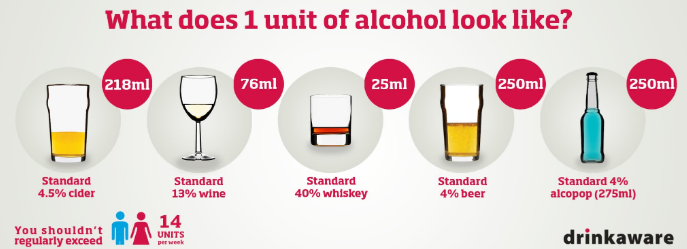 What does 1 unit of alcohol look like?
218ml
76ml
25ml
250ml
250ml
Standard
4.5% cider
Standard
13% wine
Standard
40% whiskey
Standard
4% beer
Standard 4%
alcopop (275ml)
You shouldn't
regularly exceed
14
UNITS
per week
drinkaware